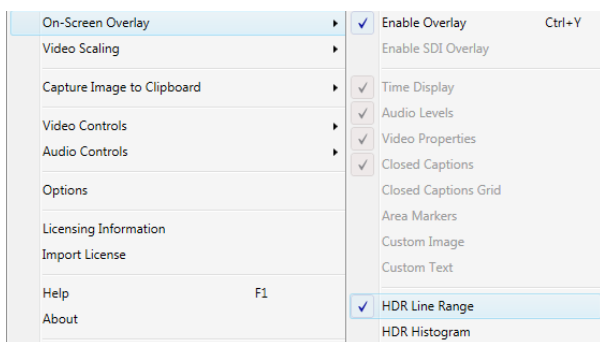 On-Screen Overlay
Video Scaling
Capture Image to Clipboard
Video Controls
Audio Controls
Options
Licensing Information
Import License
Help F1
About
Enable Overlay Ctrl+Y
Enable SDI Overlay
Time Display
Audio Levels
Video Properties
Closed Captions
Closed Captions Grid
Area Markers
Custom Image
Custom Text
HDR Line Range
HDR Histogram